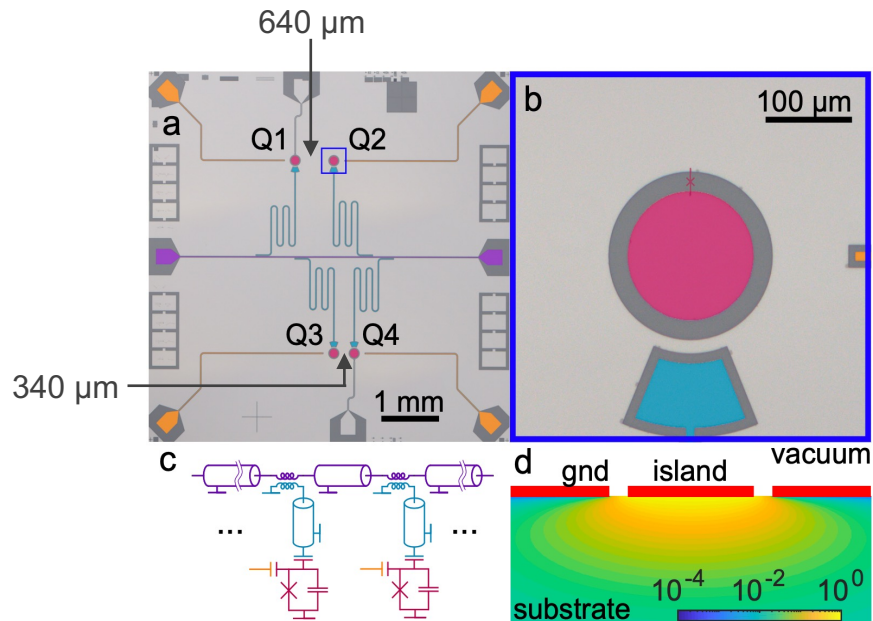 640 µm
a
Q1
Q2
Q3
Q4
340 µm
1 mm
b
100 µm
c
...
...
d
gnd
island
vacuum
10⁻⁴
10⁻²
10⁰
substrate